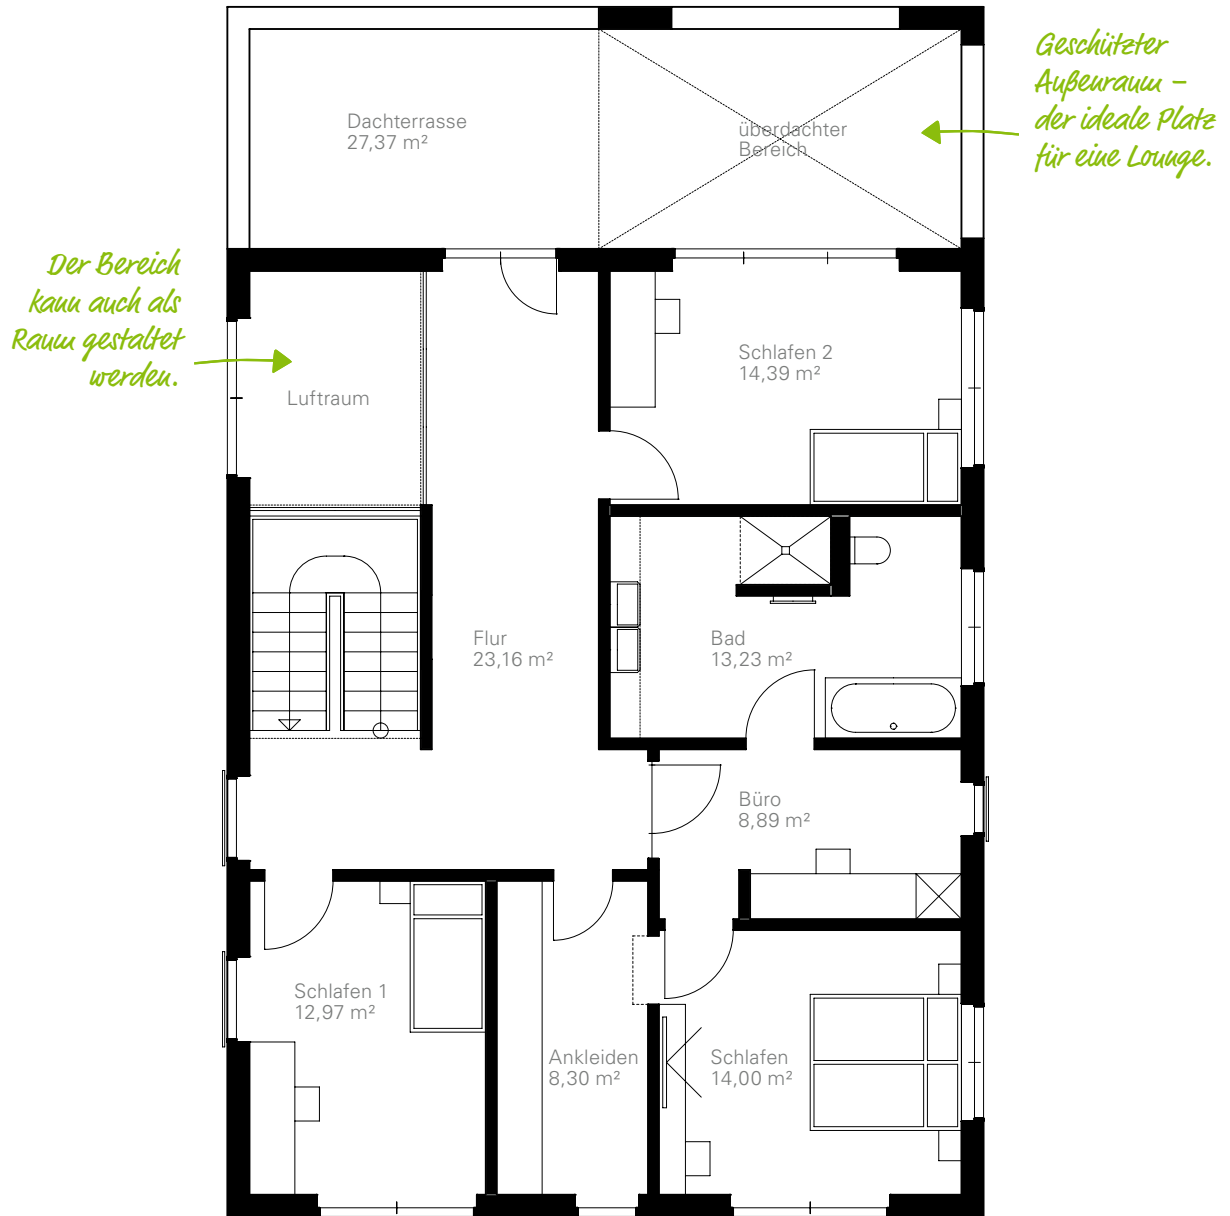 Geschützter
Außenraum –
der ideale Platz
für eine Lounge.
Dachterrasse
27,37 m²
überdachter
Bereich
Der Bereich
kann auch als
Raum gestaltet
werden.
Luftraum
Schlafen 2
14,39 m²
Flur
23,16 m²
Bad
13,23 m²
Büro
8,89 m²
Schlafen 1
12,97 m²
Ankleiden
8,30 m²
Schlafen
14,00 m²